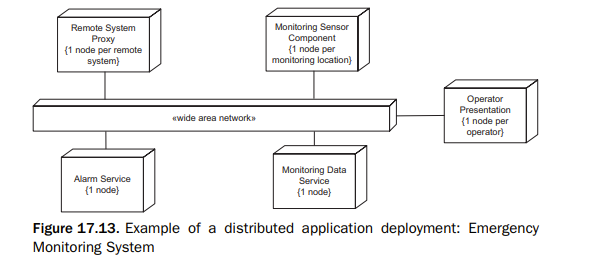 Remote System
Proxy
{1 node per remote
system}
Monitoring Sensor
Component
{1 node per
monitoring location}
Operator
Presentation
{1 node per
operator}
«wide area network»
Alarm Service
{1 node}
Monitoring Data
Service
{1 node}
Figure 17.13. Example of a distributed application deployment: Emergency
Monitoring System